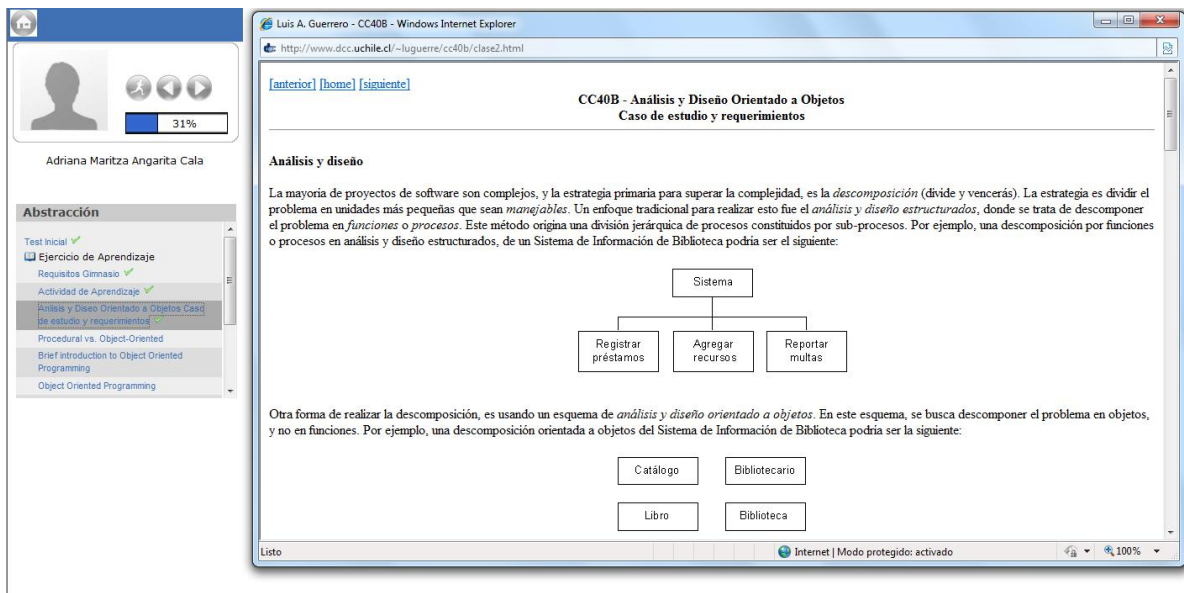 31%
Adriana Maritza Angarita Cala
Abstracción
Test Inicial
Ejercicio de Aprendizaje
Requisitos Gimnasio
Actividad de Aprendizaje
Anlisis y Diseo Orientado a Objetos Caso
de estudio y requerimientos
Procedural vs. Object-Oriented
Brief introduction to Object Oriented
Programming
Object Oriented Programming
Luis A. Guerrero - CC40B - Windows Internet Explorer
http://www.dcc.uchile.cl/~luguerre/cc40b/clase2.html
[anterior] [home] [siguiente]
CC40B - Análisis y Diseño Orientado a Objetos
Caso de estudio y requerimientos
Análisis y diseño
La mayoria de proyectos de software son complejos, y la estrategia primaria para superar la complejidad, es la descomposición (divide y vencerás). La estrategia es dividir el
problema en unidades más pequeñas que sean manejables. Un enfoque tradicional para realizar esto fue el análisis y diseño estructurados, donde se trata de descomponer
el problema en funciones o procesos. Este método origina una división jerárquica de procesos constituidos por sub-procesos. Por ejemplo, una descomposición por funciones
o procesos en análisis y diseño estructurados, de un Sistema de Información de Biblioteca podria ser el siguiente:
Sistema
Registrar préstamos
Agregar recursos
Reportar multas
Otra forma de realizar la descomposición, es usando un esquema de análisis y diseño orientado a objetos. En este esquema, se busca descomponer el problema en objetos,
y no en funciones. Por ejemplo, una descomposición orientada a objetos del Sistema de Información de Biblioteca podria ser la siguiente:
Catálogo
Bibliotecario
Libro
Biblioteca
Listo
Internet | Modo protegido: activado
100%